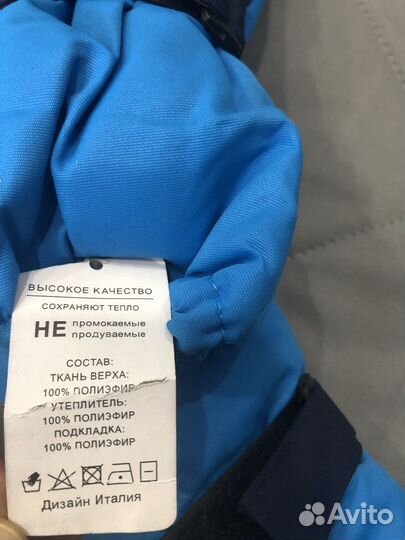 ВЫСОКОЕ КАЧЕСТВО
СОХРАНЯЮТ ТЕПЛО
НЕ промокаемые
продуваемые
СОСТАВ:
ТКАНЬ ВЕРХА:
100% ПОЛИЭФИР
УТЕПЛИТЕЛЬ:
100% ПОЛИЭФИР
ПОДКЛАДКА:
100% ПОЛИЭФИР
Дизайн Италия
Avito